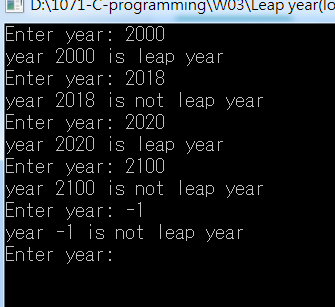 D:\1071-C-programming\W03\Leap year(lo
Enter year: 2000
year 2000 is leap year
Enter year: 2018
year 2018 is not leap year
Enter year: 2020
year 2020 is leap year
Enter year: 2100
year 2100 is not leap year
Enter year: -1
year -1 is not leap year
Enter year: